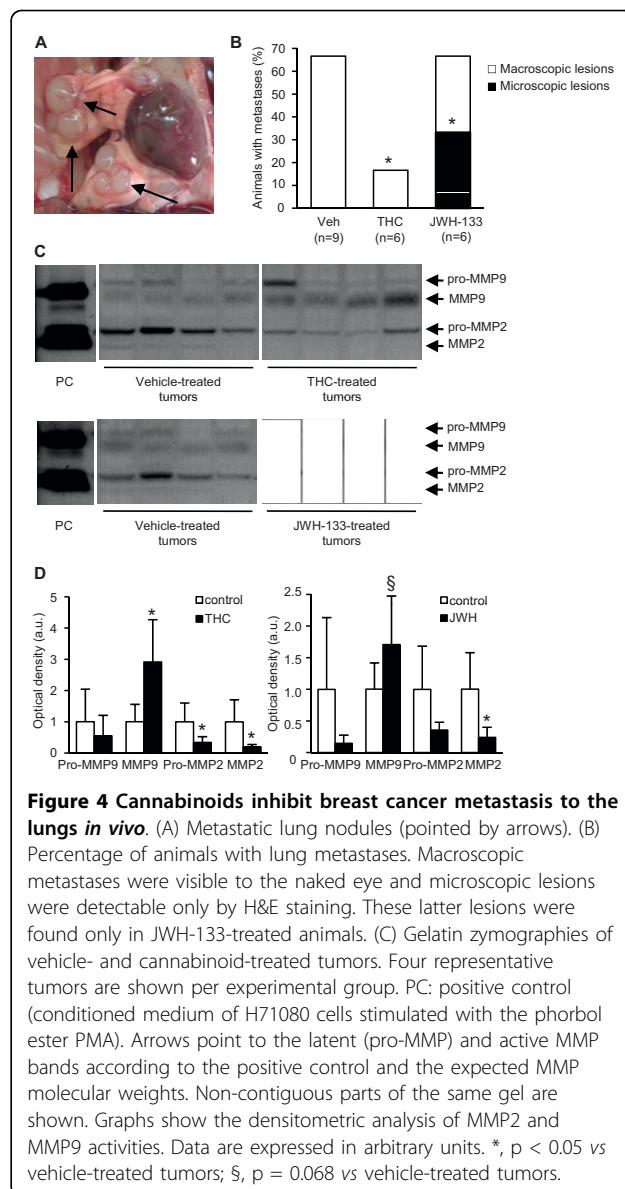 A
B
70
60
50
40
30
20
10
0
Animals with metastases (%)
Macroscopic lesions
Microscopic lesions
*
*
Veh THC JWH-133
(n=9) (n=6) (n=6)
C
pro-MMP9
MMP9
pro-MMP2
MMP2
PC Vehicle-treated tumors THC-treated tumors
pro-MMP9
MMP9
pro-MMP2
MMP2
PC Vehicle-treated tumors JWH-133-treated tumors
D
5
4
3
2
1
0
Optical density (a.u.)
control
THC
*
*
*
Pro-MMP9 MMP9 Pro-MMP2 MMP2
2.5
2.0
1.5
1.0
0.5
0
Optical density (a.u.)
control
JWH
§
*
Pro-MMP9 MMP9 Pro-MMP2 MMP2
Figure 4 Cannabinoids inhibit breast cancer metastasis to the
lungs in vivo. (A) Metastatic lung nodules (pointed by arrows). (B)
Percentage of animals with lung metastases. Macroscopic
metastases were visible to the naked eye and microscopic lesions
were detectable only by H&E staining. These latter lesions were
found only in JWH-133-treated animals. (C) Gelatin zymographies of
vehicle- and cannabinoid-treated tumors. Four representative
tumors are shown per experimental group. PC: positive control
(conditioned medium of H71080 cells stimulated with the phorbol
ester PMA). Arrows point to the latent (pro-MMP) and active MMP
bands according to the positive control and the expected MMP
molecular weights. Non-contiguous parts of the same gel are
shown. Graphs show the densitometric analysis of MMP2 and
MMP9 activities. Data are expressed in arbitrary units. *, p < 0.05 vs
vehicle-treated tumors; §, p = 0.068 vs vehicle-treated tumors.